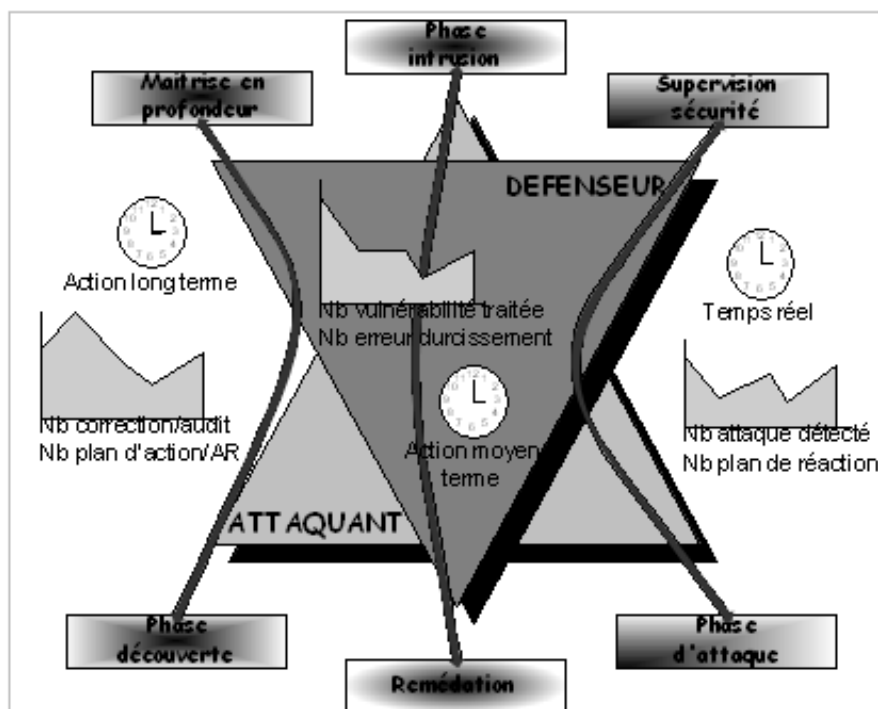 Phase
intrusion
Maitrise en
profondeur
Supervision
sécurité
DEFENSEUR
Action long terme
Nb vulnérabilité traitée
Nb erreur durcissement
Temps réel
Nb correction/audit
Nb plan d'action/AR
Action moyen
terme
Nb attaque détecté
Nb plan de réaction
ATTAQUANT
Phase
découverte
Remédation
Phase
d'attaque